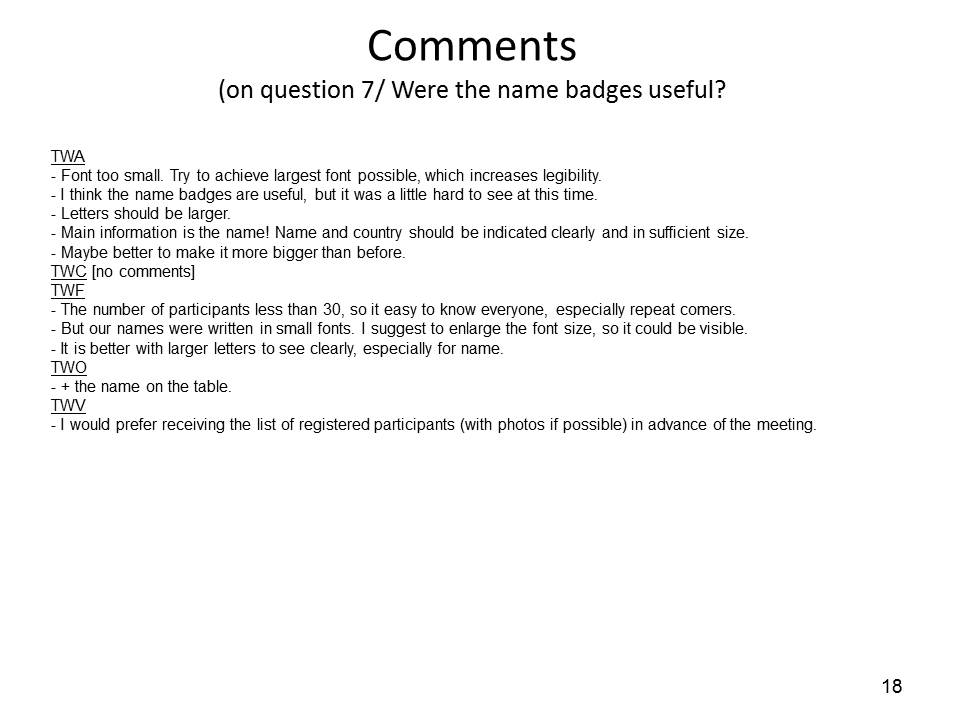 Comments
(on question 7/ Were the name badges useful?
TWA
- Font too small. Try to achieve largest font possible, which increases legibility.
- I think the name badges are useful, but it was a little hard to see at this time.
- Letters should be larger.
- Main information is the name! Name and country should be indicated clearly and in sufficient size.
- Maybe better to make it more bigger than before.
TWC [no comments]
TWF
- The number of participants less than 30, so it easy to know everyone, especially repeat comers.
- But our names were written in small fonts. I suggest to enlarge the font size, so it could be visible.
- It is better with larger letters to see clearly, especially for name.
TWO
- + the name on the table.
TWV
- I would prefer receiving the list of registered participants (with photos if possible) in advance of the meeting.
18